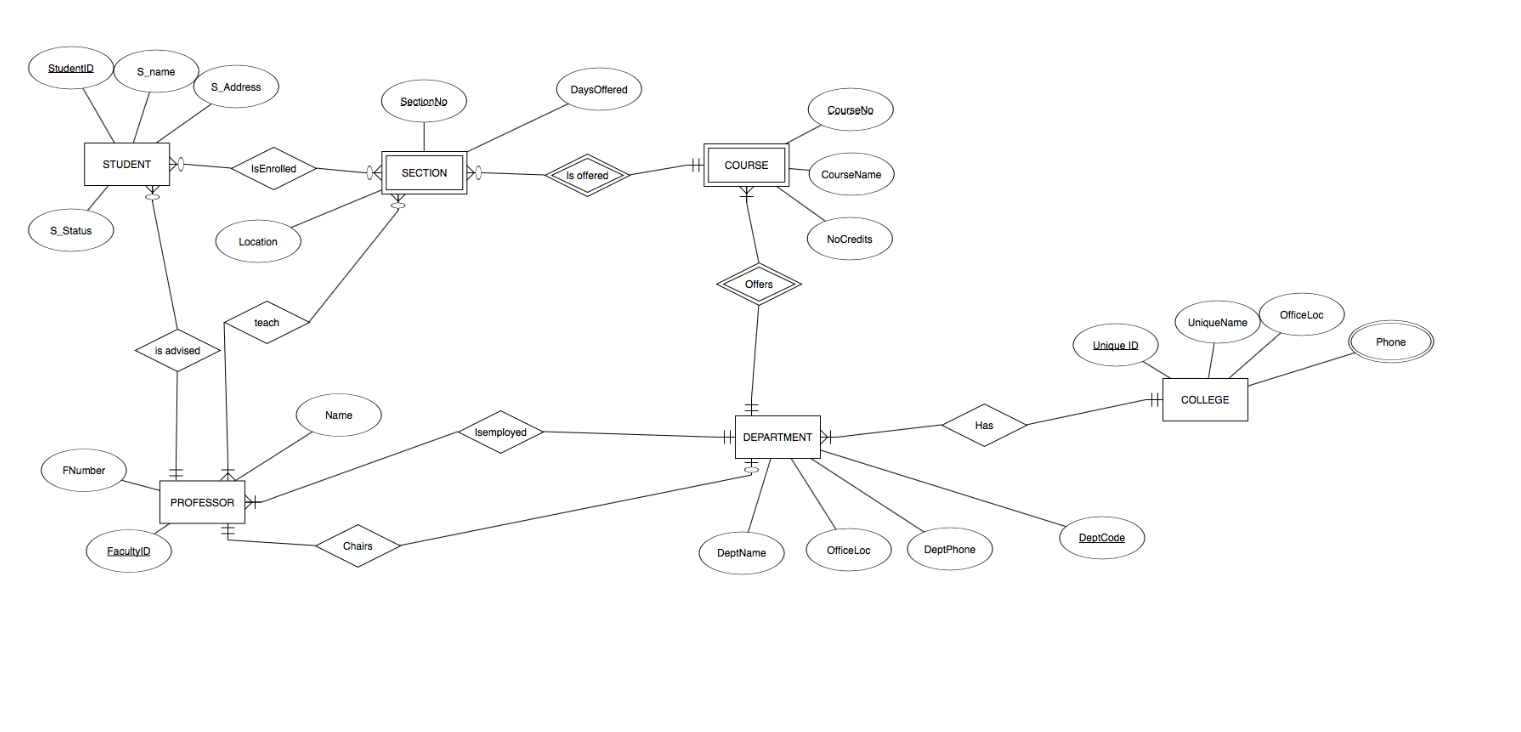 StudentID
S_name
S_Address
SectionNo
DaysOffered
CourseNo
STUDENT
IsEnrolled
SECTION
Is offered
COURSE
CourseName
S_Status
Location
NoCredits
Offers
teach
is advised
Unique ID
UniqueName
OfficeLoc
Phone
COLLEGE
Name
Isemployed
DEPARTMENT
Has
FNumber
PROFESSOR
FacultyID
Chairs
DeptName
OfficeLoc
DeptPhone
DeptCode